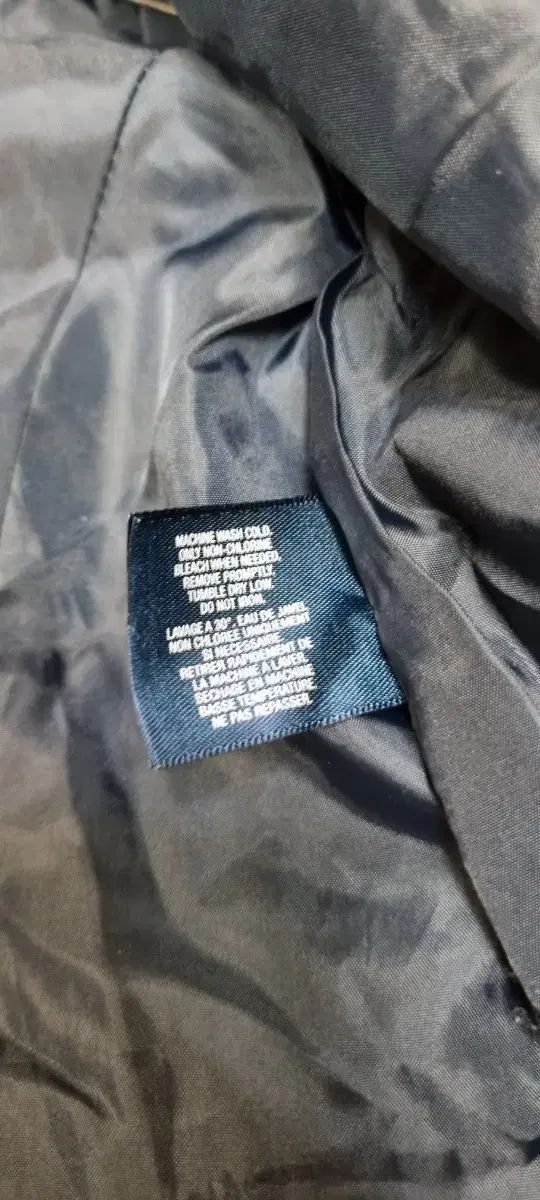 MACHINE WASH COLD.
ONLY NON-CHLORINE
BLEACH WHEN NEEDED.
REMOVE PROMPTLY
TUMBLE DRY LOW.
DO NOT IRON.
LAVAGE A 30°. EAU DE JAVEL
NON CHLOREE UNIQUEMENT
SI NECESSAIRE.
RETIRER RAPIDEMENT DE
LA MACHINE A LAVER.
SECHAGE EN MACHINE
BASSE TEMPERATURE.
NE PAS REPASSER.